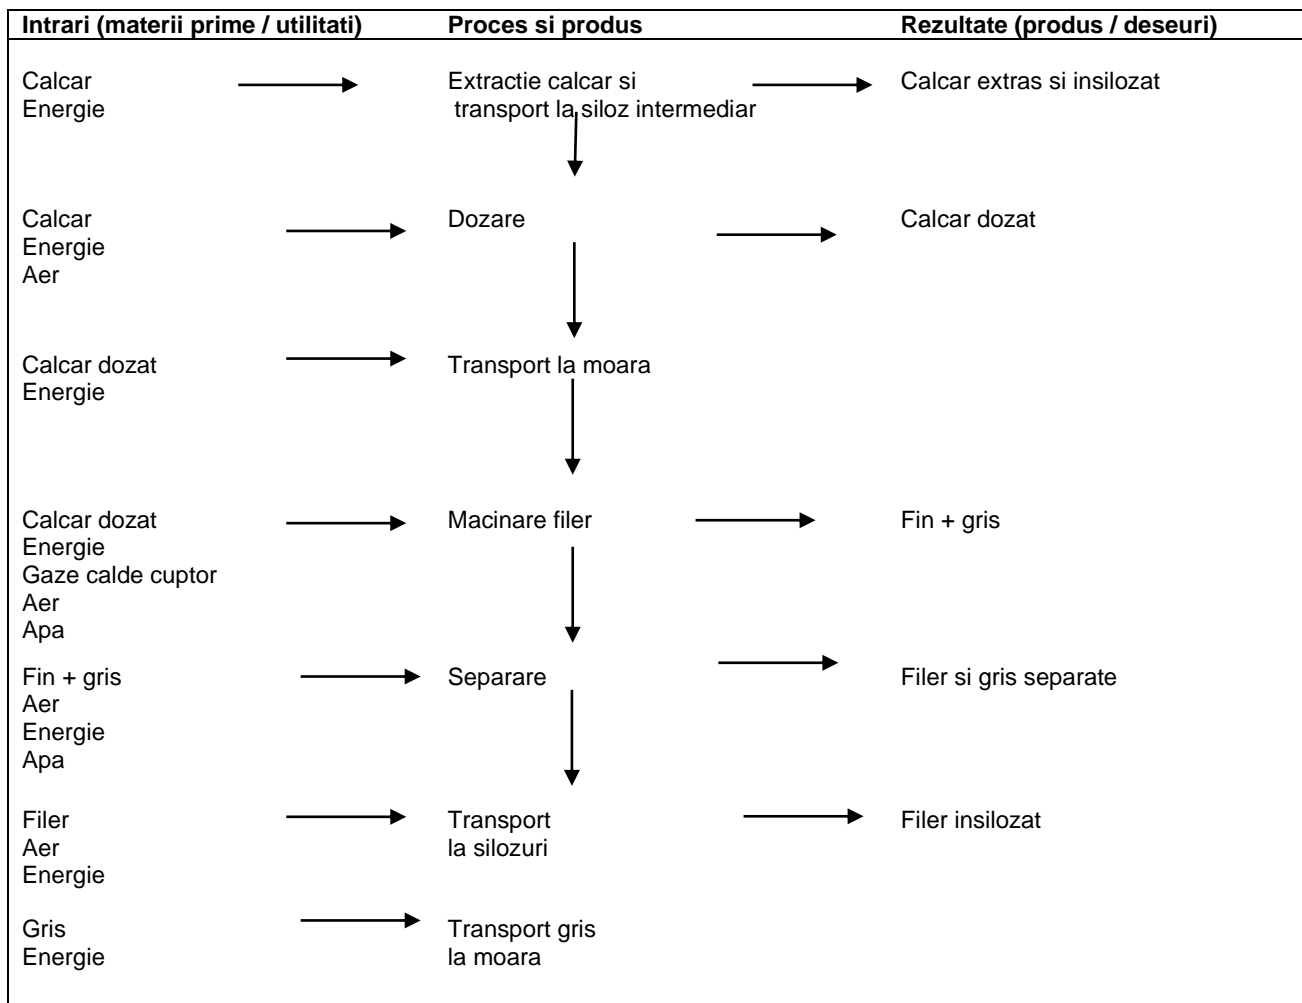 Intrari (materii prime / utilitati) Proces si produs Rezultate (produs / deseuri)
Calcar Extractie calcar si Calcar extras si insilozat
Energie transport la siloz intermediar
Calcar Dozare Calcar dozat
Energie
Aer
Calcar dozat Transport la moara
Energie
Calcar dozat Macinare filer Fin + gris
Energie
Gaze calde cuptor
Aer
Apa
Fin + gris Separare Filer si gris separate
Aer
Energie
Apa
Filer Transport Filer insilozat
Aer la silozuri
Energie
Gris Transport gris
Energie la moara